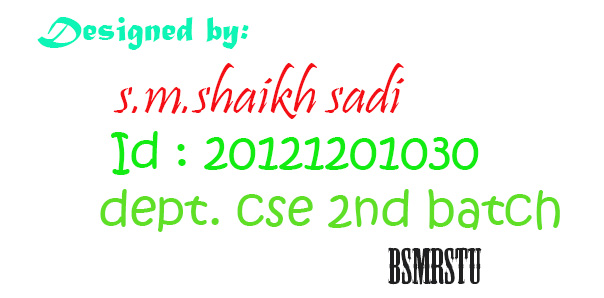 Designed by:
s.m.shaikh sadi
Id : 20121201030
dept. cse 2nd batch
BSMRSTU